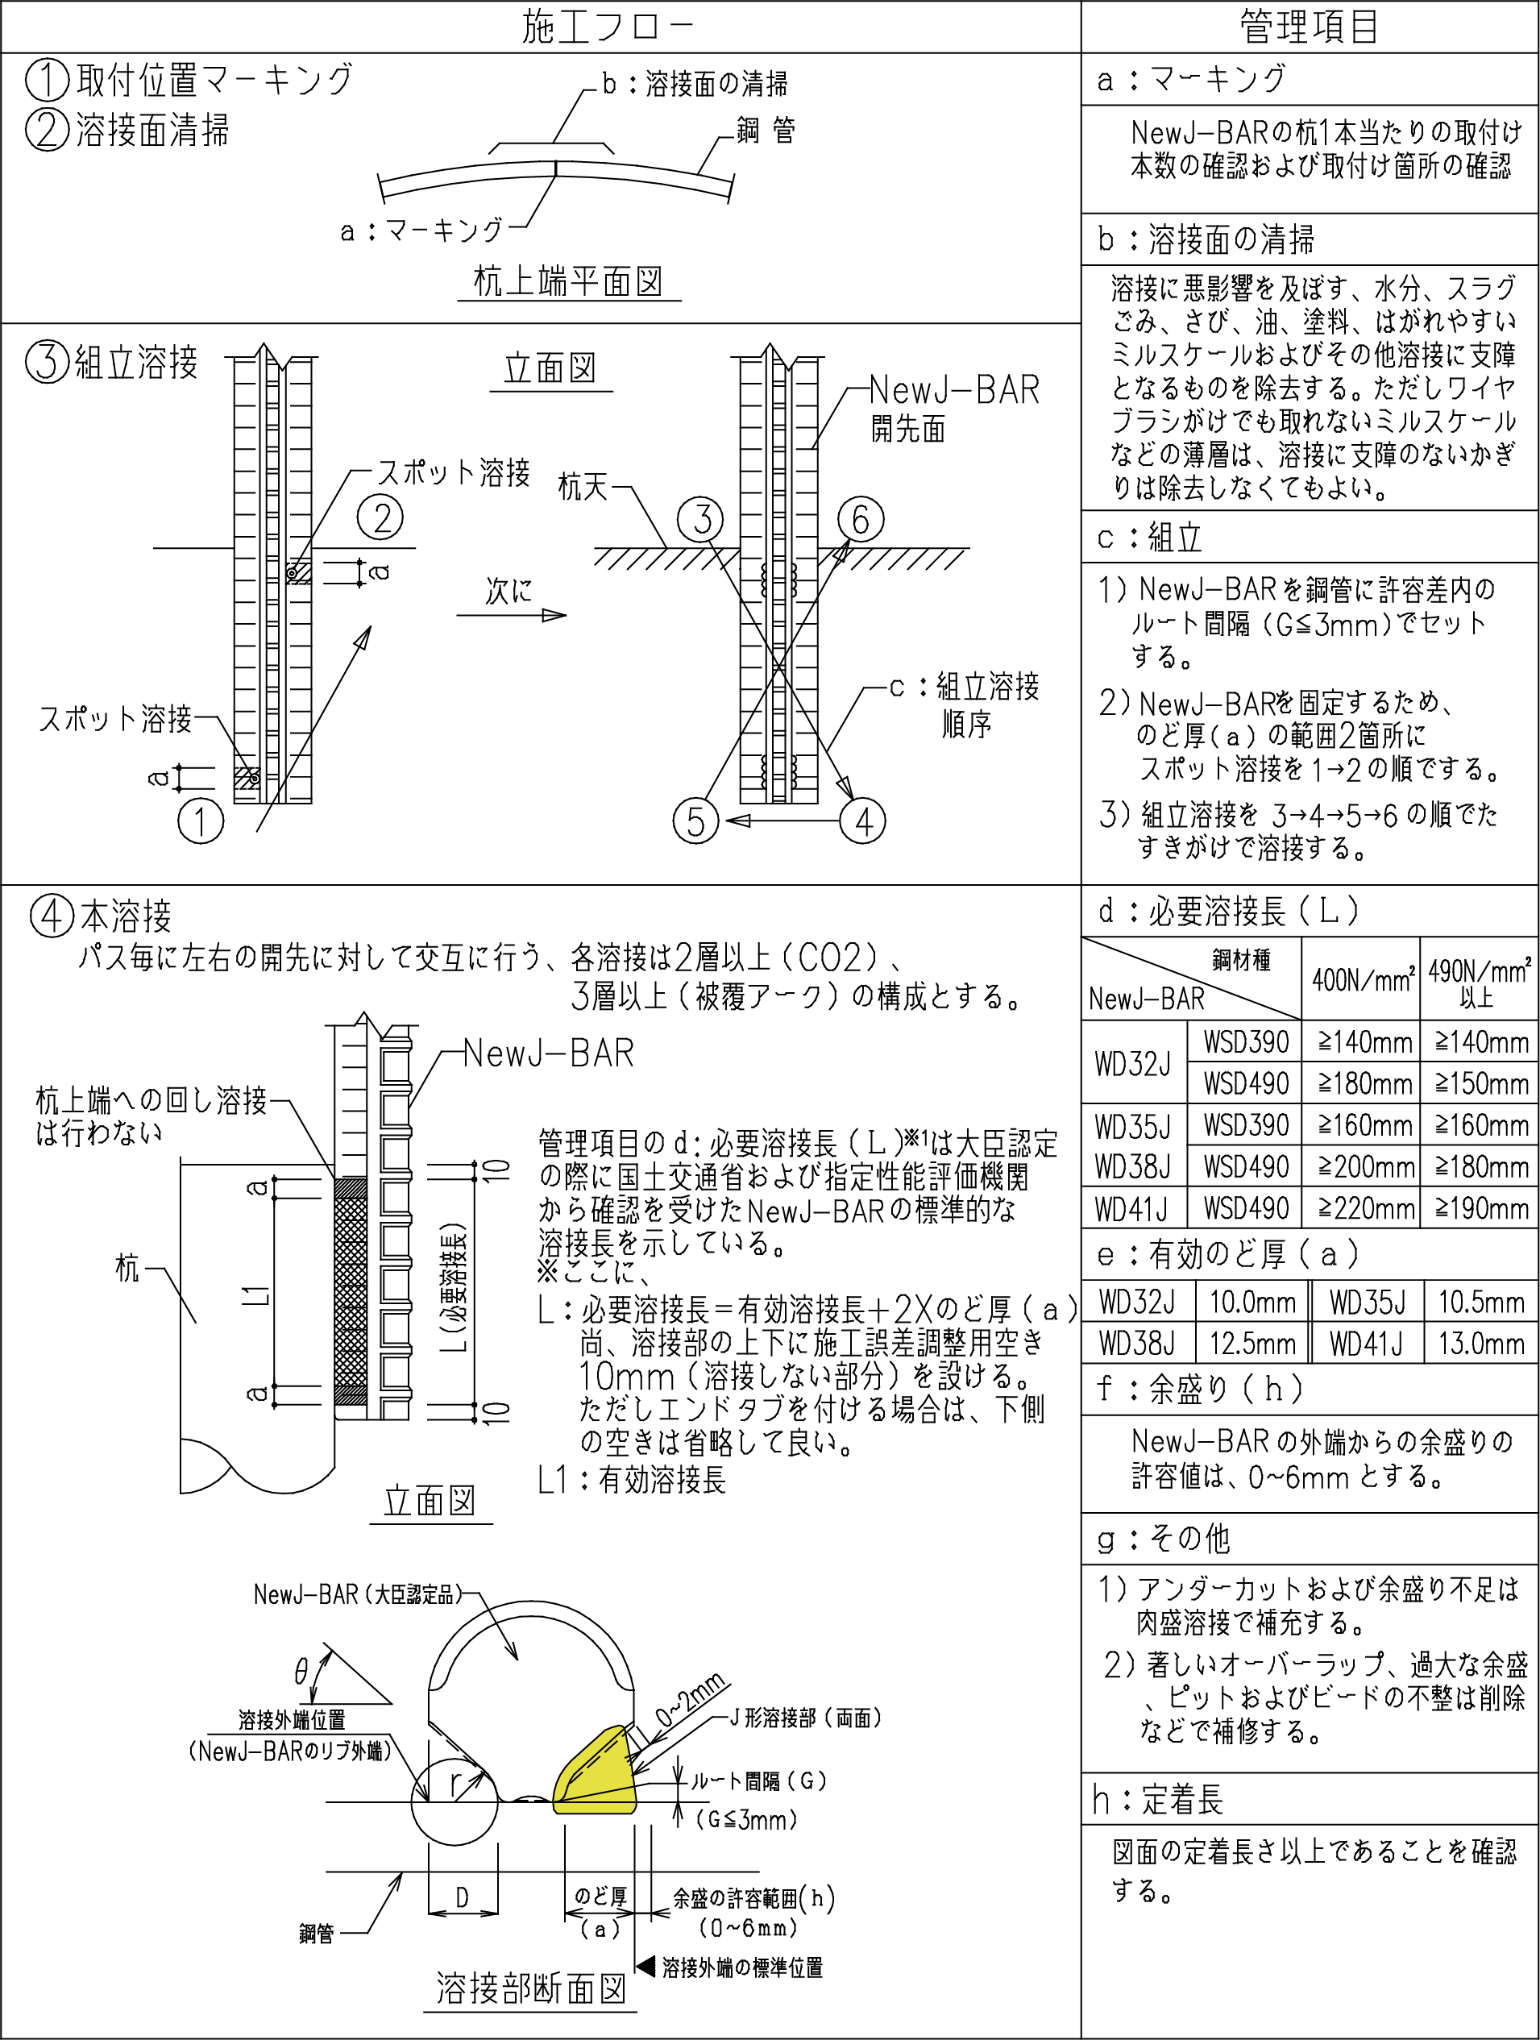 施工フロー
管理項目
①取付位置マーキング
②溶接面清掃
b：溶接面の清掃
鋼 管
a：マーキング
杭上端平面図
a：マーキング
NewJ-BARの杭1本当たりの取付け
本数の確認および取付け箇所の確認
b：溶接面の清掃
溶接に悪影響を及ぼす、水分、スラグ
ごみ、さび、油、塗料、はがれやすい
ミルスケールおよびその他溶接に支障
となるものを除去する。ただしワイヤ
ブラシがけでも取れないミルスケール
などの薄層は、溶接に支障のないかぎ
りは除去しなくてもよい。
③組立溶接
立面図
NewJ-BAR
開先面
スポット溶接
②
杭天
③
⑥
a
次に
スポット溶接
a
①
c：組立溶接
順序
⑤
④
c：組立
1）NewJ-BARを鋼管に許容差内の
ルート間隔（G≦3mm）でセット
する。
2）NewJ-BARを固定するため、
のど厚（a）の範囲2箇所に
スポット溶接を1→2の順でする。
3）組立溶接を 3→4→5→6 の順でた
すきがけで溶接する。
④本溶接
パス毎に左右の開先に対して交互に行う、各溶接は2層以上（CO2）、
3層以上（被覆アーク）の構成とする。
NewJ-BAR
杭上端への回し溶接
は行わない
杭
a
L1
a
10
L（必要溶接長）
10
立面図
管理項目のd：必要溶接長（L）※1は大臣認定
の際に国土交通省および指定性能評価機関
から確認を受けたNewJ-BARの標準的な
溶接長を示している。
※ここに、
L：必要溶接長＝有効溶接長＋2Xのど厚（a）
尚、溶接部の上下に施工誤差調整用空き
10mm（溶接しない部分）を設ける。
ただしエンドタブを付ける場合は、下側
の空きは省略して良い。
L1：有効溶接長
NewJ-BAR（大臣認定品）
θ
溶接外端位置
（NewJ-BARのリブ外端）
r
0～2mm
J形溶接部（両面）
ルート間隔（G）
（G≦3mm）
D
のど厚
（a）
余盛の許容範囲（h）
（0～6mm）
鋼管
溶接外端の標準位置
溶接部断面図
d：必要溶接長（L）
鋼材種
NewJ-BAR
400N/mm²
490N/mm²
以上
WD32J
WSD390 ≧140mm ≧140mm
WSD490 ≧180mm ≧150mm
WD35J WSD390 ≧160mm ≧160mm
WD38J WSD490 ≧200mm ≧180mm
WD41J WSD490 ≧220mm ≧190mm
e：有効のど厚（a）
WD32J 10.0mm WD35J 10.5mm
WD38J 12.5mm WD41J 13.0mm
f：余盛り（h）
NewJ-BARの外端からの余盛りの
許容値は、0～6mmとする。
g：その他
1）アンダーカットおよび余盛り不足は
肉盛溶接で補充する。
2）著しいオーバーラップ、過大な余盛
、ピットおよびビードの不整は削除
などで補修する。
h：定着長
図面の定着長さ以上であることを確認
する。